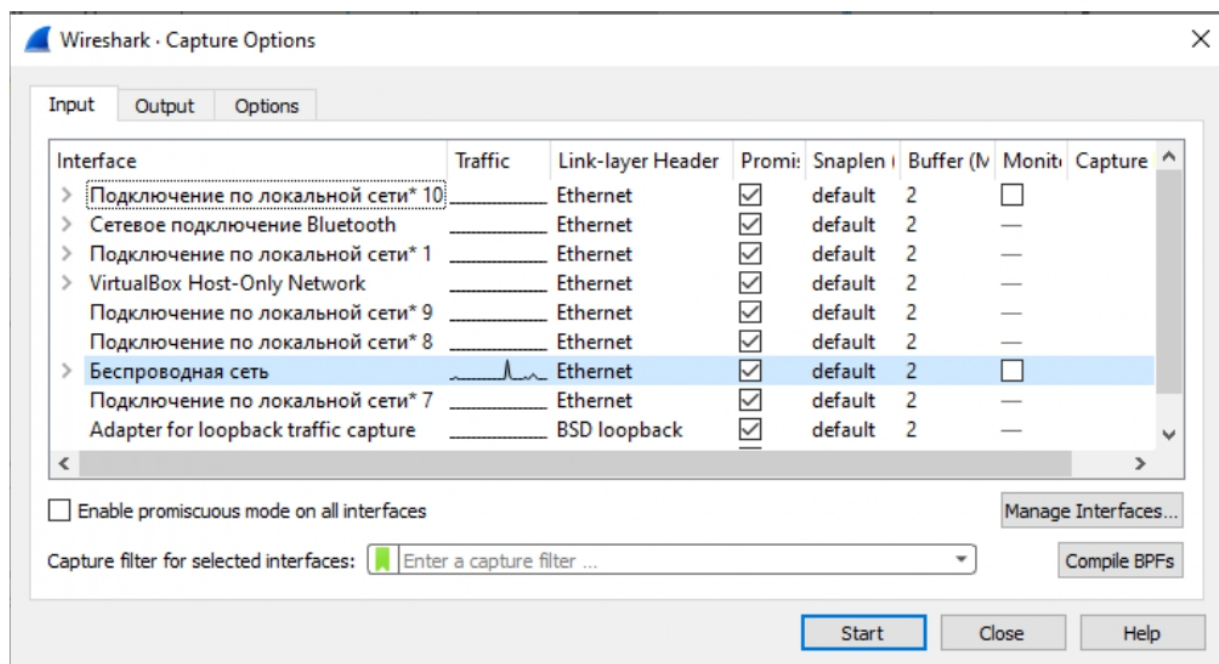 Wireshark · Capture Options
Input Output Options
Interface Traffic Link-layer Header Promi: Snaplen ( Buffer (M Monito Capture
Подключение по локальной сети* 10 Ethernet default 2
Сетевое подключение Bluetooth Ethernet default 2 —
Подключение по локальной сети* 1 Ethernet default 2 —
VirtualBox Host-Only Network Ethernet default 2 —
Подключение по локальной сети* 9 Ethernet default 2 —
Подключение по локальной сети* 8 Ethernet default 2 —
Беспроводная сеть Ethernet default 2
Подключение по локальной сети* 7 Ethernet default 2 —
Adapter for loopback traffic capture BSD loopback default 2 —
Enable promiscuous mode on all interfaces Manage Interfaces...
Capture filter for selected interfaces: Enter a capture filter ... Compile BPFs
Start Close Help